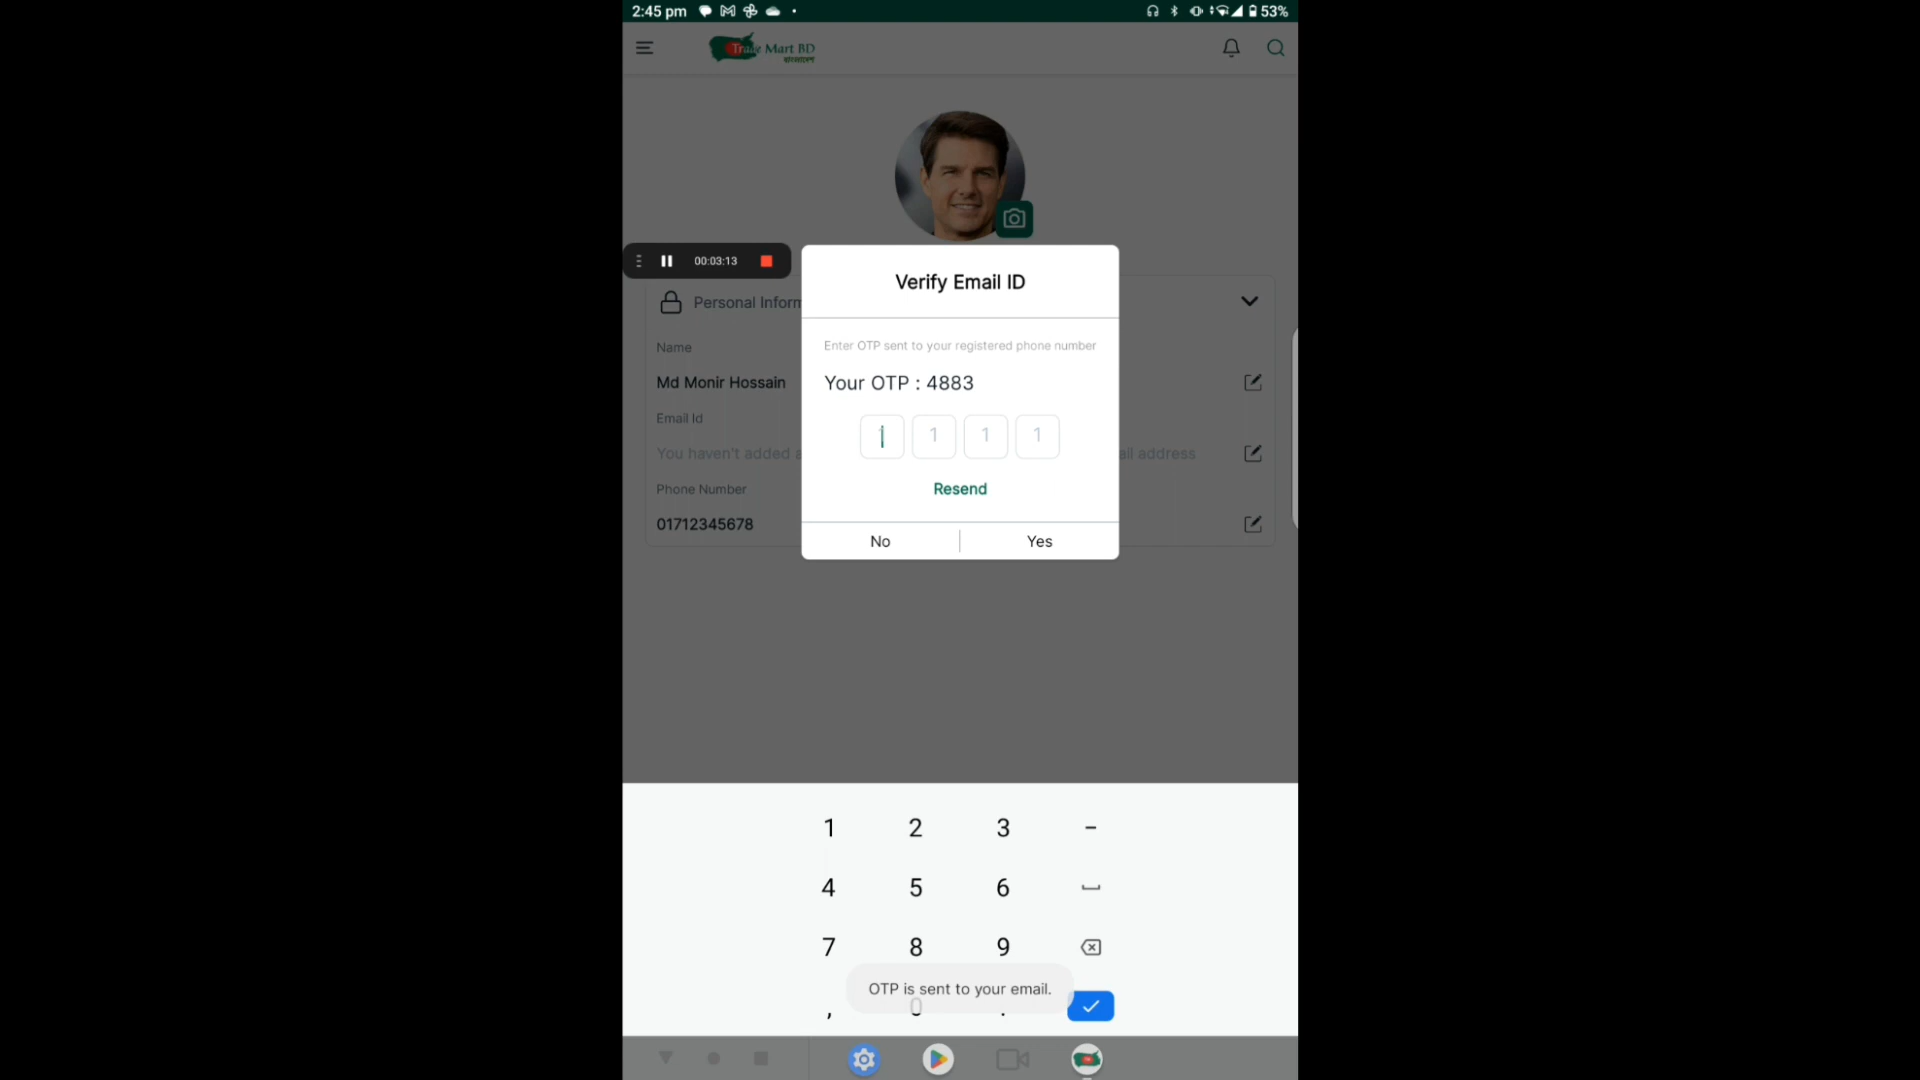 2:45 pm
53%
Trade Mart BD
বাংলাদেশ
00:03:13
Verify Email ID
Personal Inform
Enter OTP sent to your registered phone number
Name
Your OTP : 4883
Md Monir Hossain
Email Id
1 1 1 1
You haven't added a
ail address
Phone Number
Resend
01712345678
No
Yes
1 2 3 -
4 5 6
7 8 9
OTP is sent to your email.
, 0 .